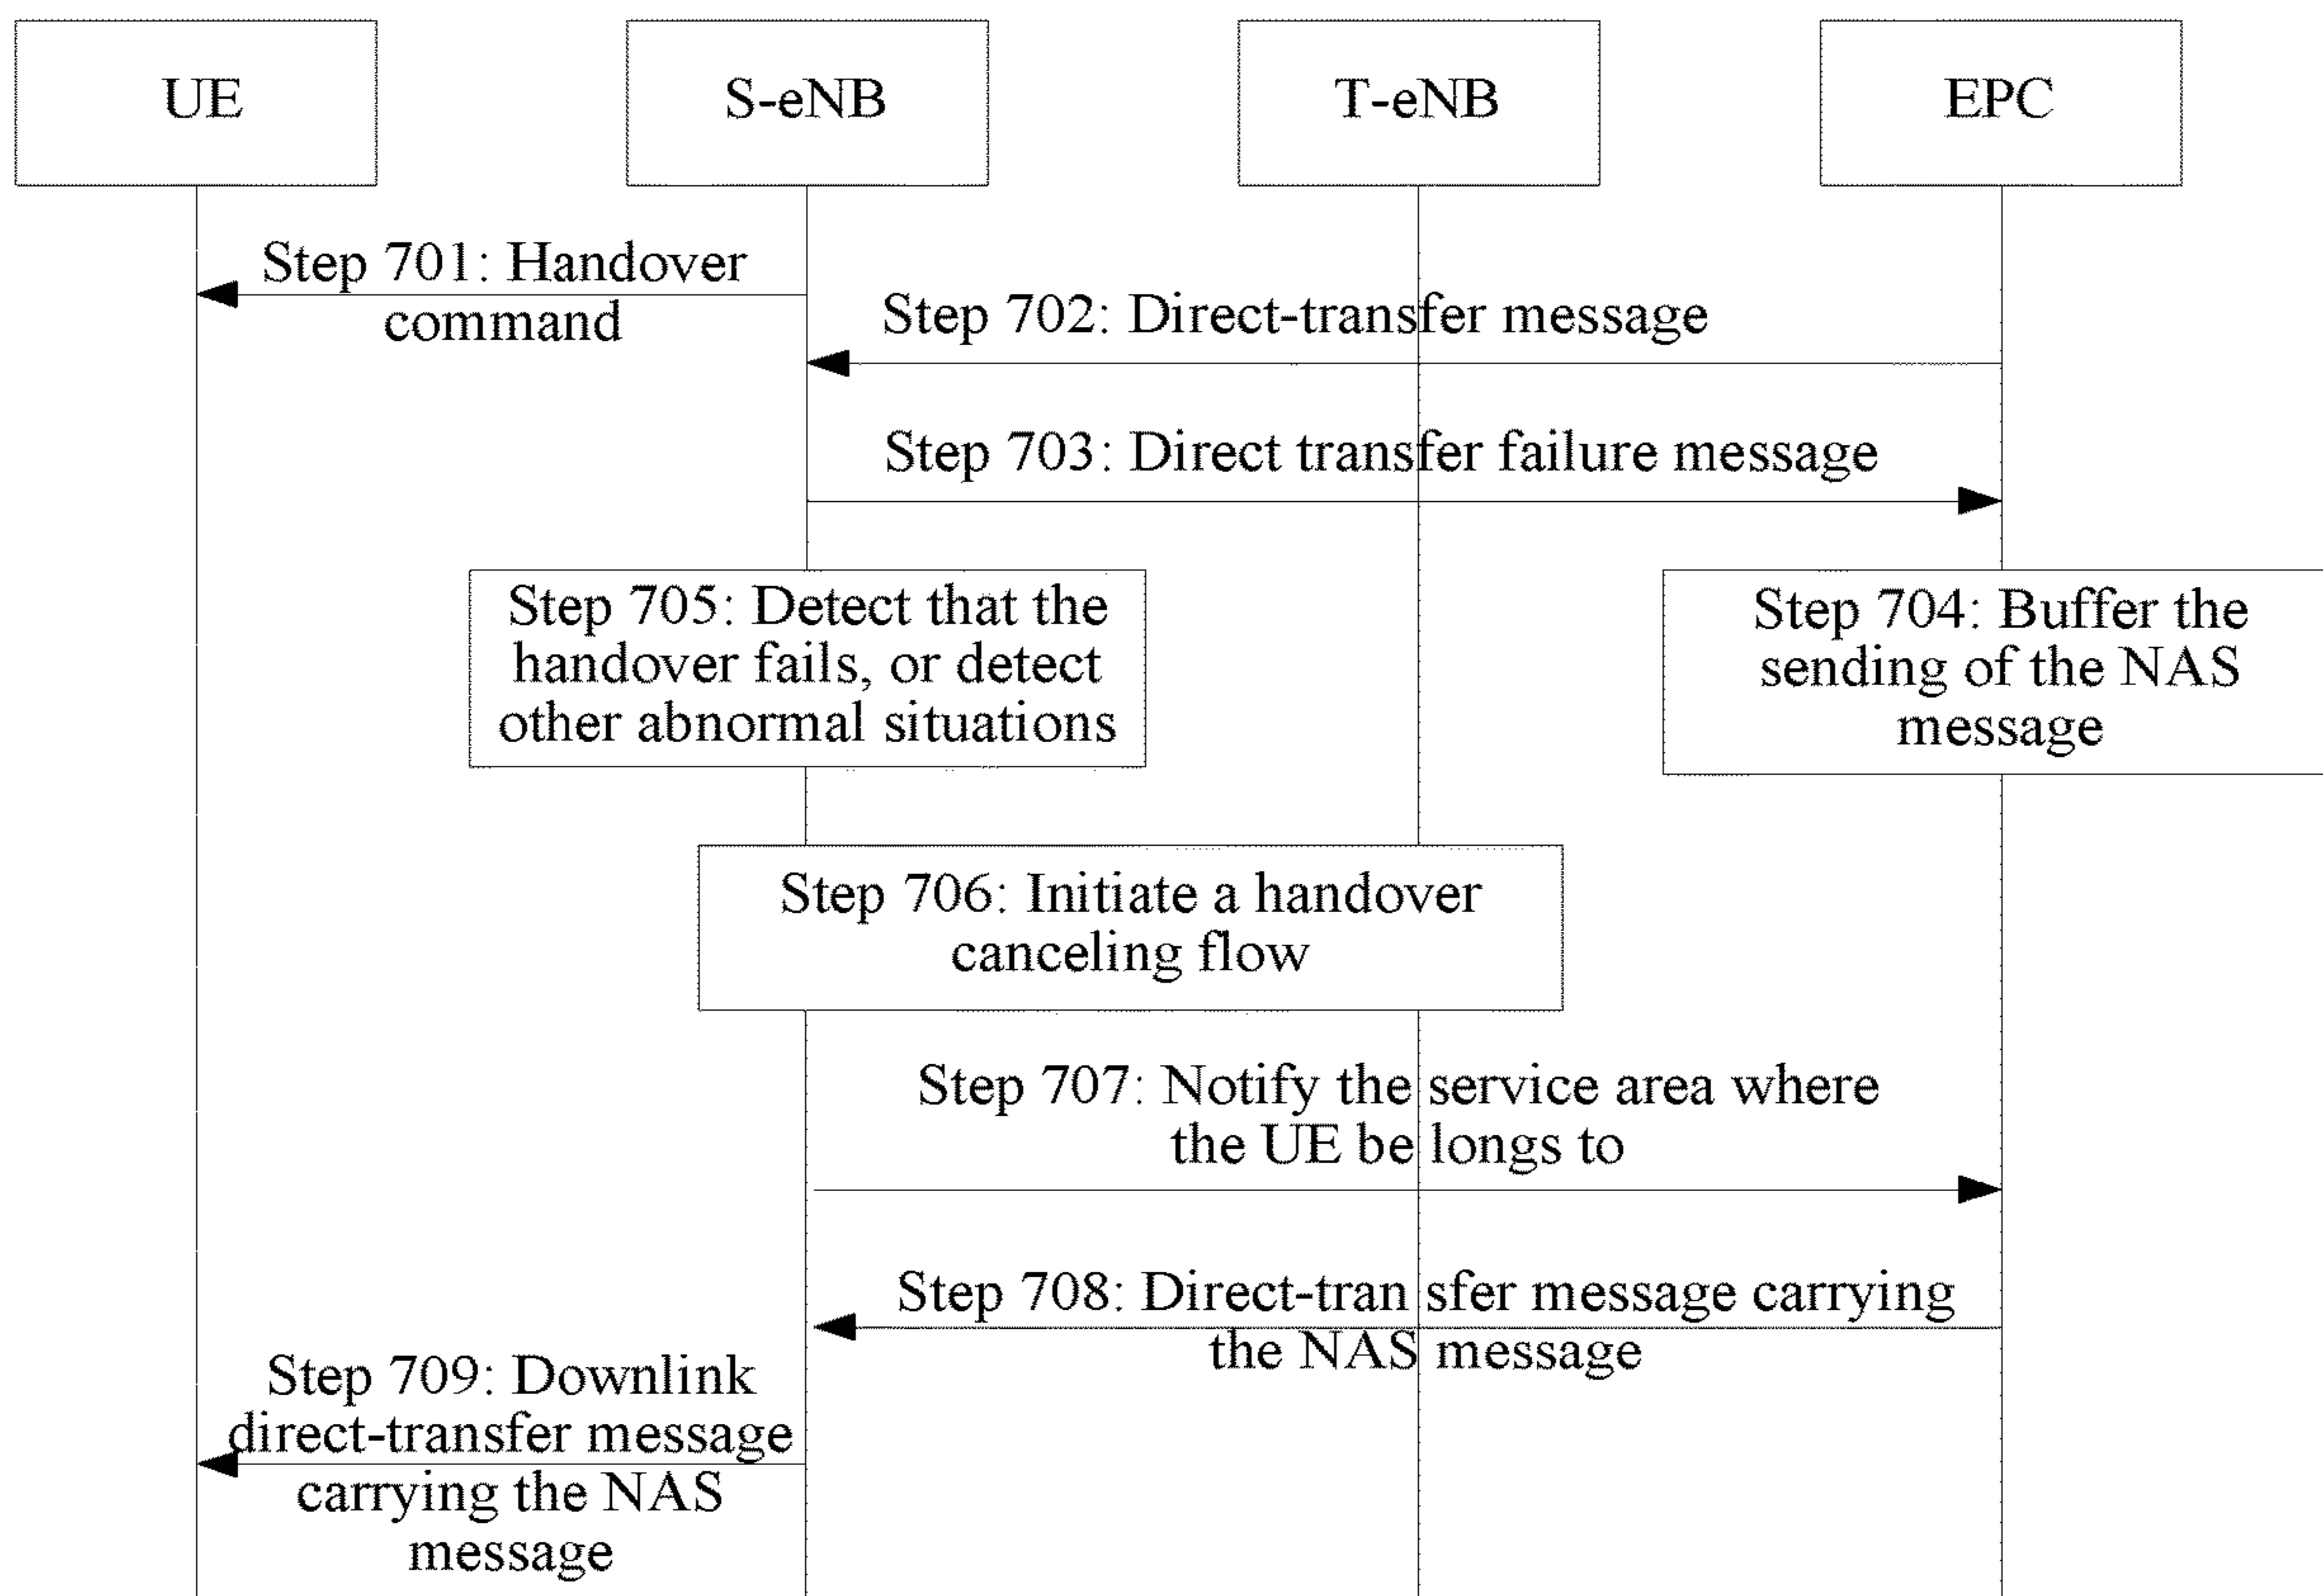 UE
S-eNB
T-eNB
EPC
Step 701: Handover
command
Step 702: Direct-transfer message
Step 703: Direct transfer failure message
Step 705: Detect that the
handover fails, or detect
other abnormal situations
Step 704: Buffer the
sending of the NAS
message
Step 706: Initiate a handover
canceling flow
Step 707: Notify the service area where
the UE be longs to
Step 708: Direct-tran sfer message carrying
the NAS message
Step 709: Downlink
direct-transfer message
carrying the NAS
message